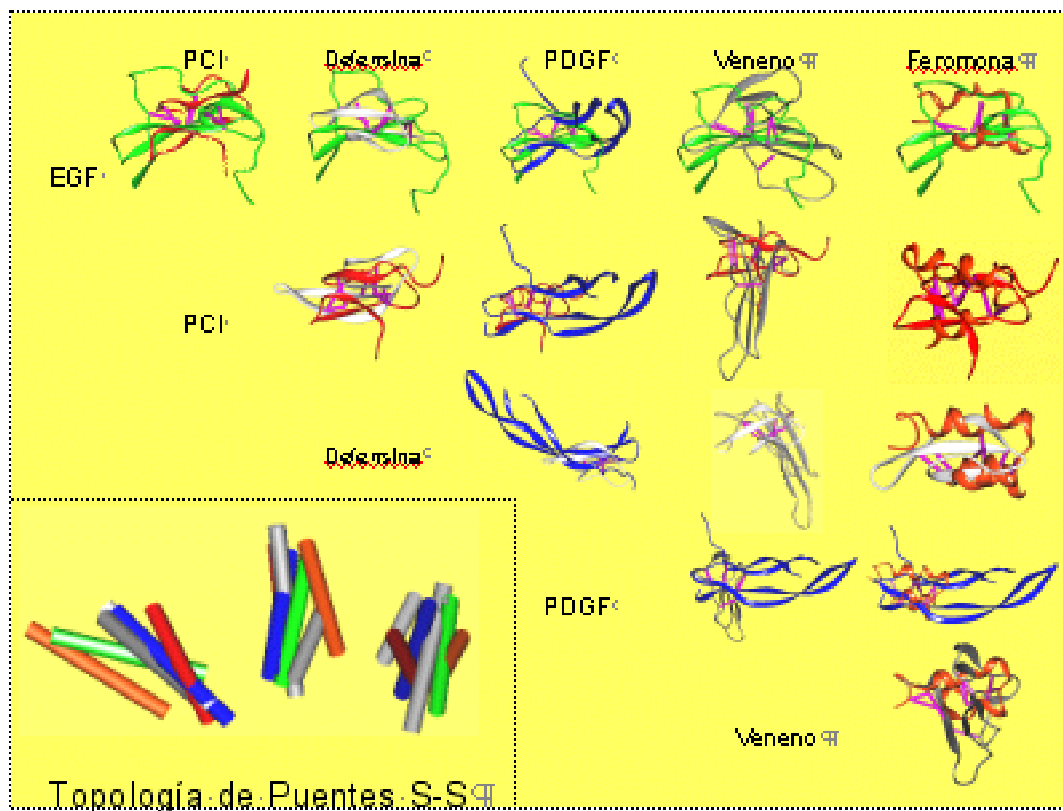 PCI Defensina PDGF Veneno ¶ Feromona ¶
EGF
PCI
Defensina
PDGF
Veneno ¶
Topología de Puentes S-S ¶